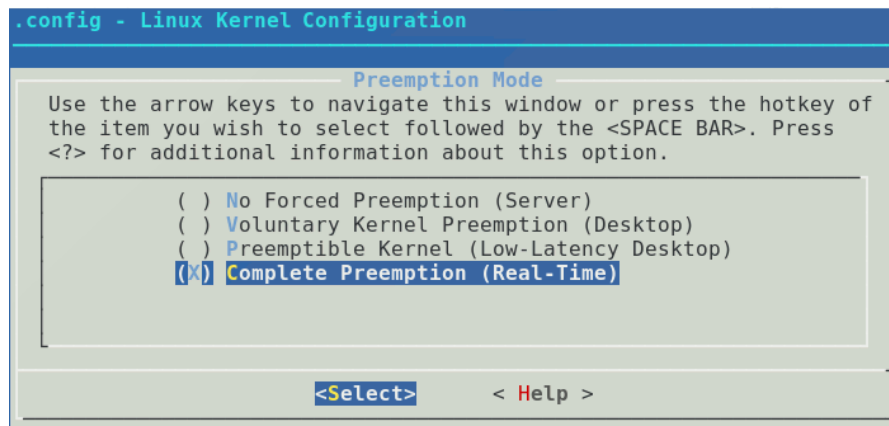 .config - Linux Kernel Configuration
Preemption Mode
Use the arrow keys to navigate this window or press the hotkey of
the item you wish to select followed by the <SPACE BAR>. Press
<?> for additional information about this option.
( ) No Forced Preemption (Server)
( ) Voluntary Kernel Preemption (Desktop)
( ) Preemptible Kernel (Low-Latency Desktop)
(X) Complete Preemption (Real-Time)
<Select> < Help >